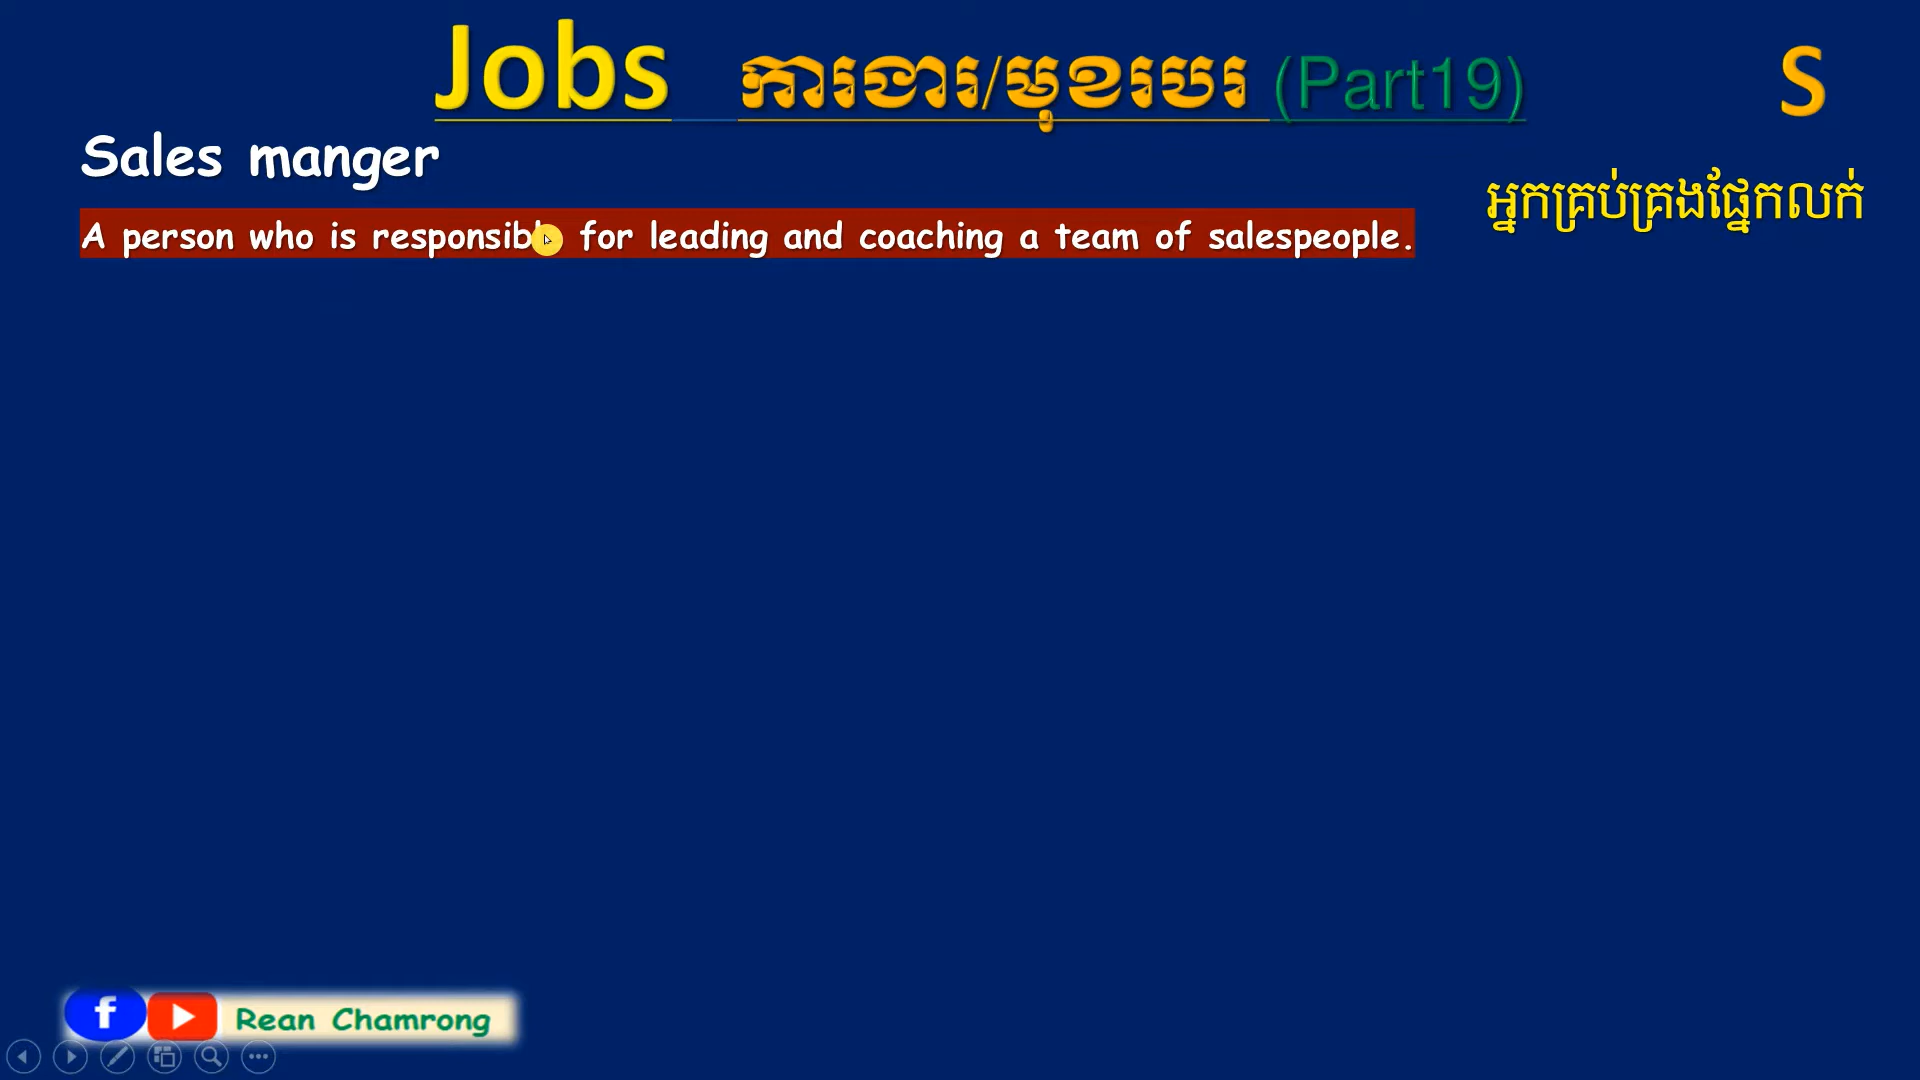 Jobs ការងារ/មុខរបរ (Part19) S
Sales manger
អ្នកគ្រប់គ្រងផ្នែកលក់
A person who is responsible for leading and coaching a team of salespeople.
f Rean Chamrong